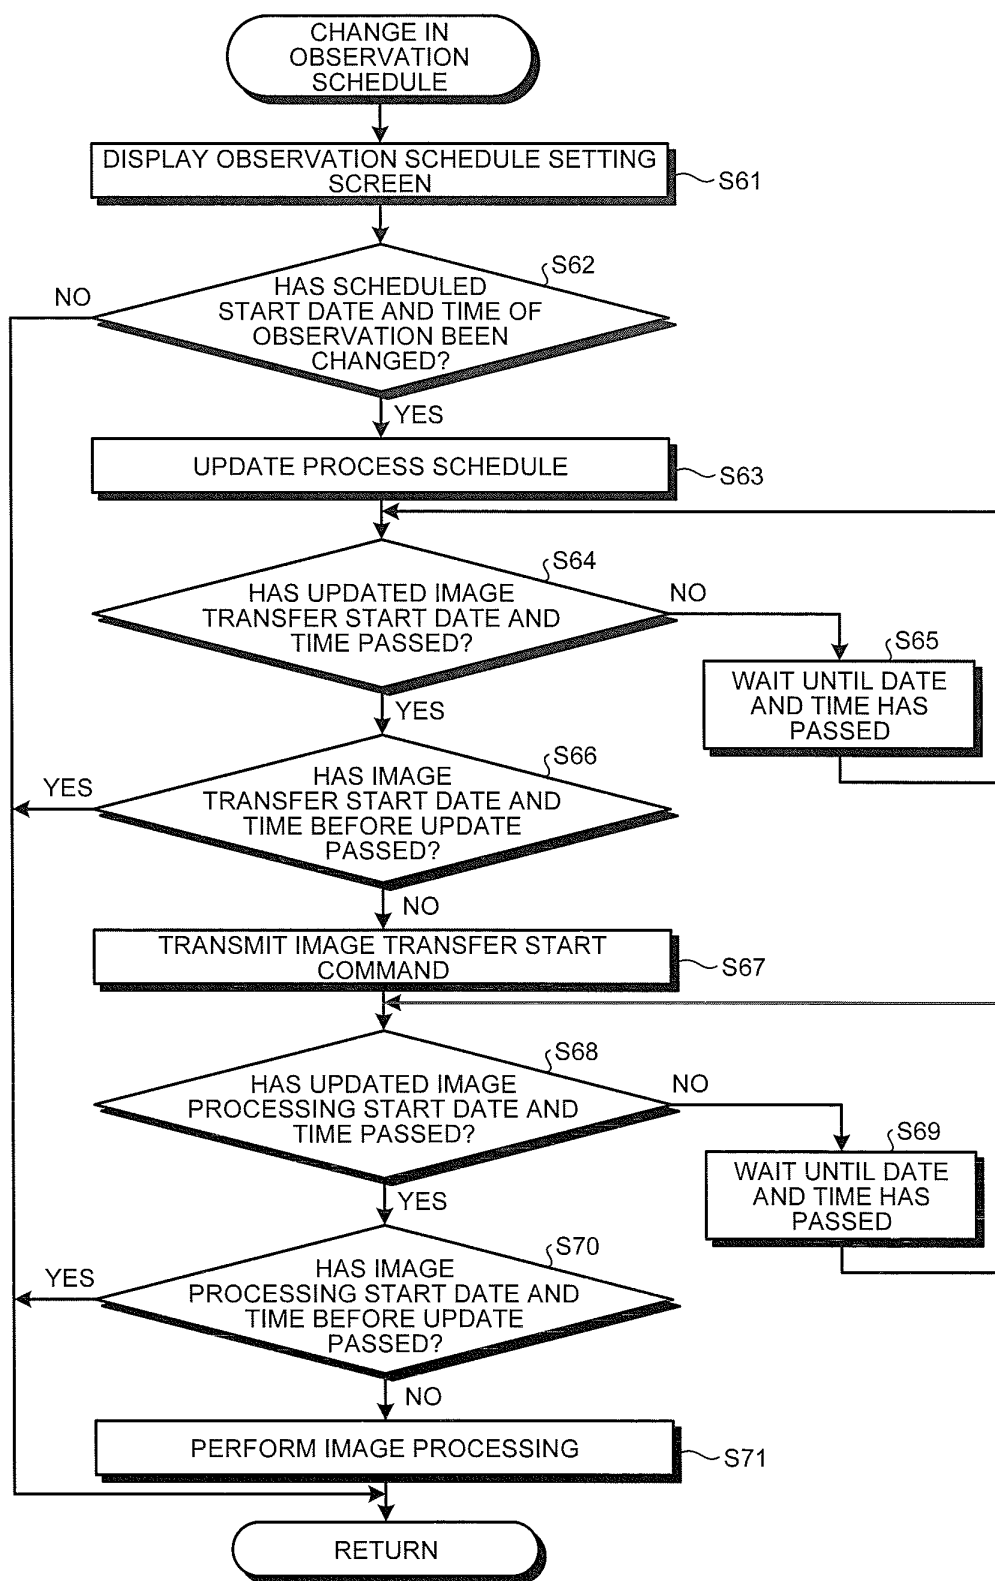 CHANGE IN
OBSERVATION
SCHEDULE
DISPLAY OBSERVATION SCHEDULE SETTING
SCREEN
S61
S62
HAS SCHEDULED
START DATE AND TIME OF
OBSERVATION BEEN
CHANGED?
NO
YES
UPDATE PROCESS SCHEDULE
S63
S64
HAS UPDATED IMAGE
TRANSFER START DATE AND
TIME PASSED?
NO
YES
S65
WAIT UNTIL DATE
AND TIME HAS
PASSED
S66
HAS IMAGE
TRANSFER START DATE AND
TIME BEFORE UPDATE
PASSED?
YES
NO
TRANSMIT IMAGE TRANSFER START
COMMAND
S67
S68
HAS UPDATED IMAGE
PROCESSING START DATE AND
TIME PASSED?
NO
YES
S69
WAIT UNTIL DATE
AND TIME HAS
PASSED
S70
HAS IMAGE
PROCESSING START DATE AND
TIME BEFORE UPDATE
PASSED?
YES
NO
PERFORM IMAGE PROCESSING
S71
RETURN